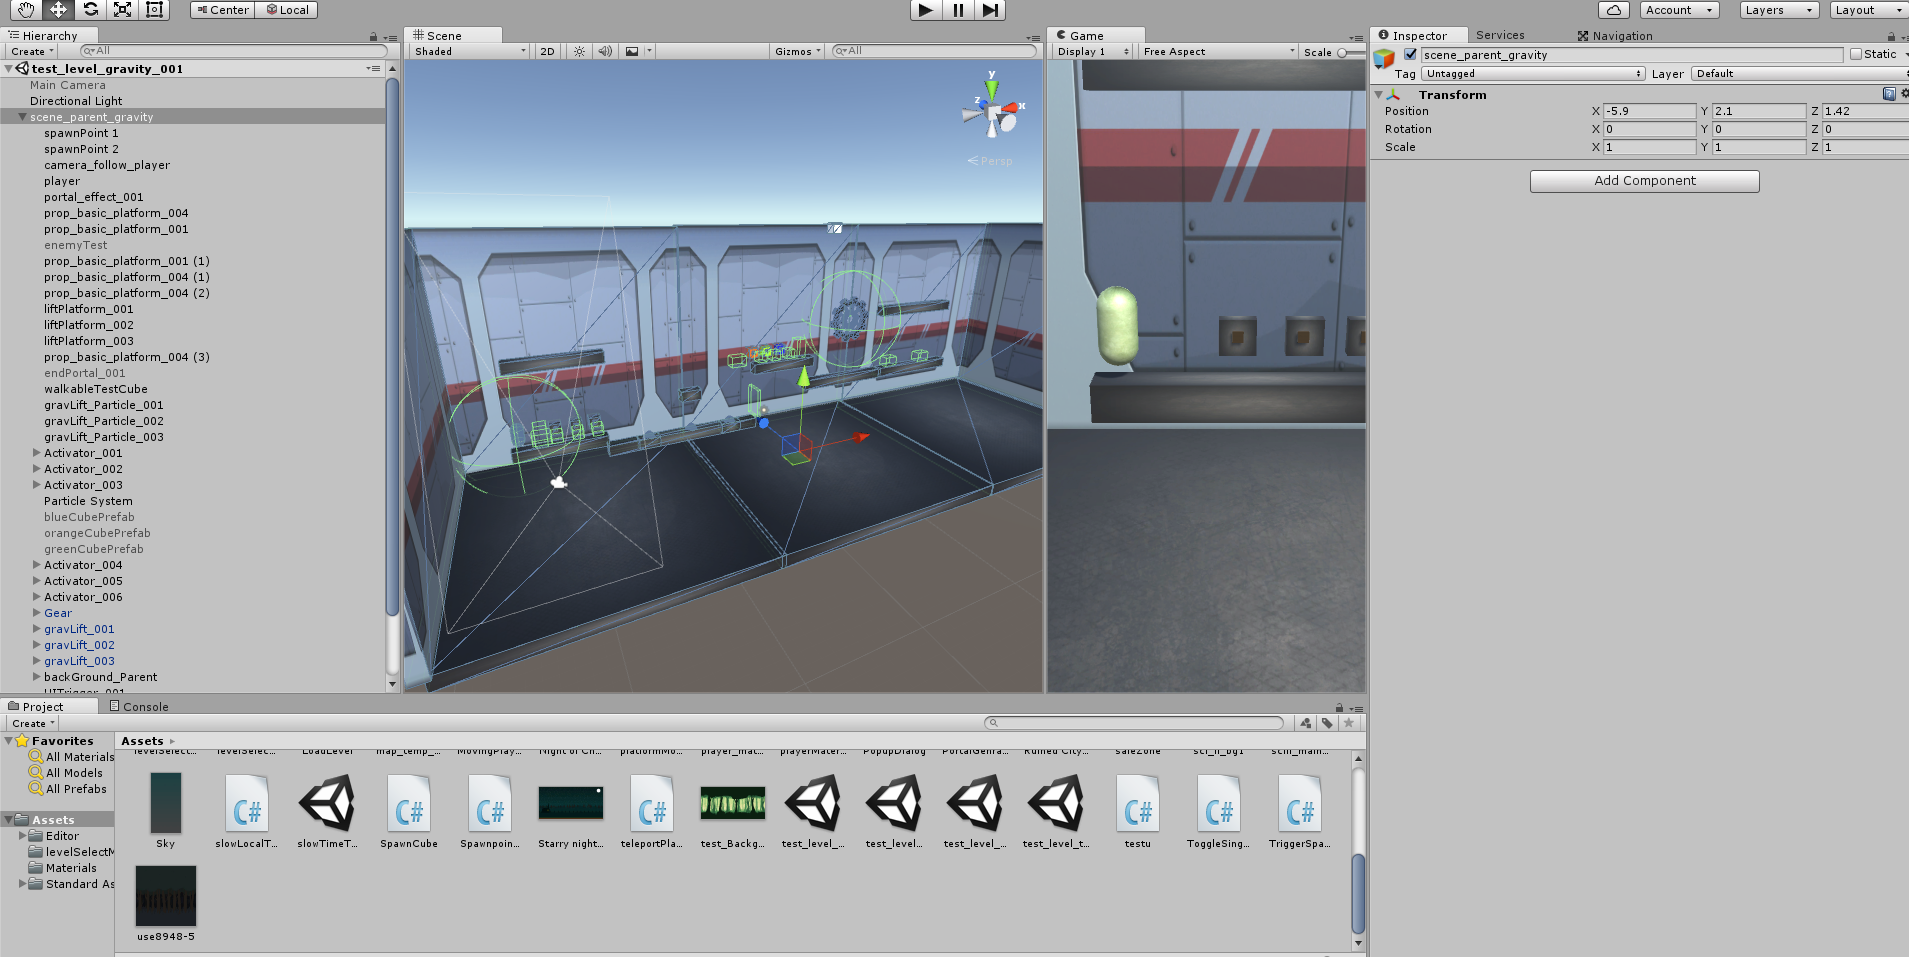 Center
Local
Account
Layers
Layout
Hierarchy
Create
All
test_level_gravity_001
Main Camera
Directional Light
scene_parent_gravity
spawnPoint 1
spawnPoint 2
camera_follow_player
player
portal_effect_001
prop_basic_platform_004
prop_basic_platform_001
enemyTest
prop_basic_platform_001 (1)
prop_basic_platform_004 (1)
prop_basic_platform_004 (2)
liftPlatform_001
liftPlatform_002
liftPlatform_003
prop_basic_platform_004 (3)
endPortal_001
walkableTestCube
gravLift_Particle_001
gravLift_Particle_002
gravLift_Particle_003
Activator_001
Activator_002
Activator_003
Particle System
blueCubePrefab
orangeCubePrefab
greenCubePrefab
Activator_004
Activator_005
Activator_006
Gear
gravLift_001
gravLift_002
gravLift_003
backGround_Parent
UITrigger_001
Scene
Shaded
2D
Gizmos
All
y
z
x
Persp
Game
Display 1
Free Aspect
Scale
Inspector
Services
Navigation
scene_parent_gravity
Static
Tag
Untagged
Layer
Default
Transform
Position X -5.9 Y 2.1 Z 1.42
Rotation X 0 Y 0 Z 0
Scale X 1 Y 1 Z 1
Add Component
Project
Console
Create
Favorites
All Materials
All Models
All Prefabs
Assets
Editor
levelSelectM
Materials
Standard As
Assets
levelSelect...
levelSelec...
LoadLevel
map_temp_...
MovingPlay...
Night of Ch...
platformMo...
player_mat...
playerMater...
PopupDialog
PortalGenra...
Ruined City...
safeZone
sci_fi_bg1
scifi_main...
Sky
slowLocalT...
slowTimeT...
SpawnCube
Spawnpoin...
Starry night...
teleportPla...
test_Backg...
test_level_...
test_level...
test_level_...
test_level_t...
testu
ToggleSing...
TriggerSpa...
use8948-5